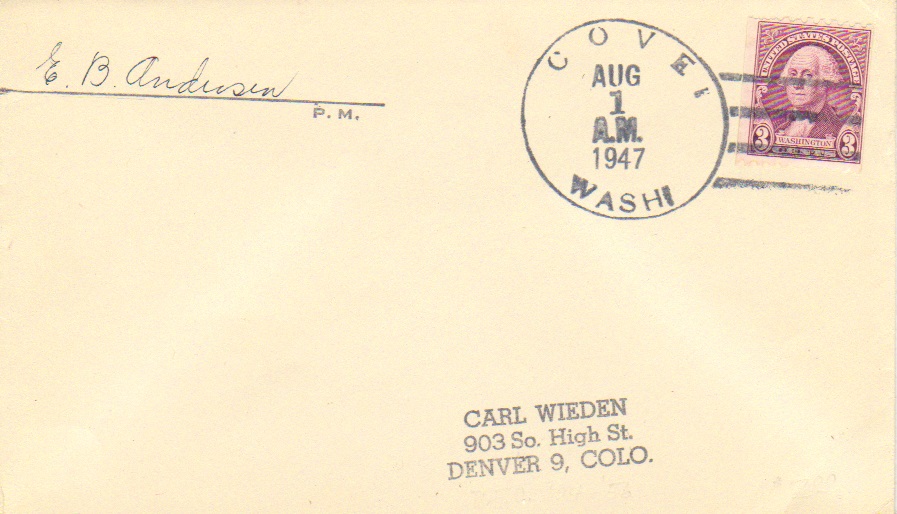 E. B. Andersen
P. M.
COVE
AUG
1
A.M.
1947
WASH
UNITED STATES POSTAGE
3 WASHINGTON 3
CENTS
CARL WIEDEN
903 So. High St.
DENVER 9, COLO.